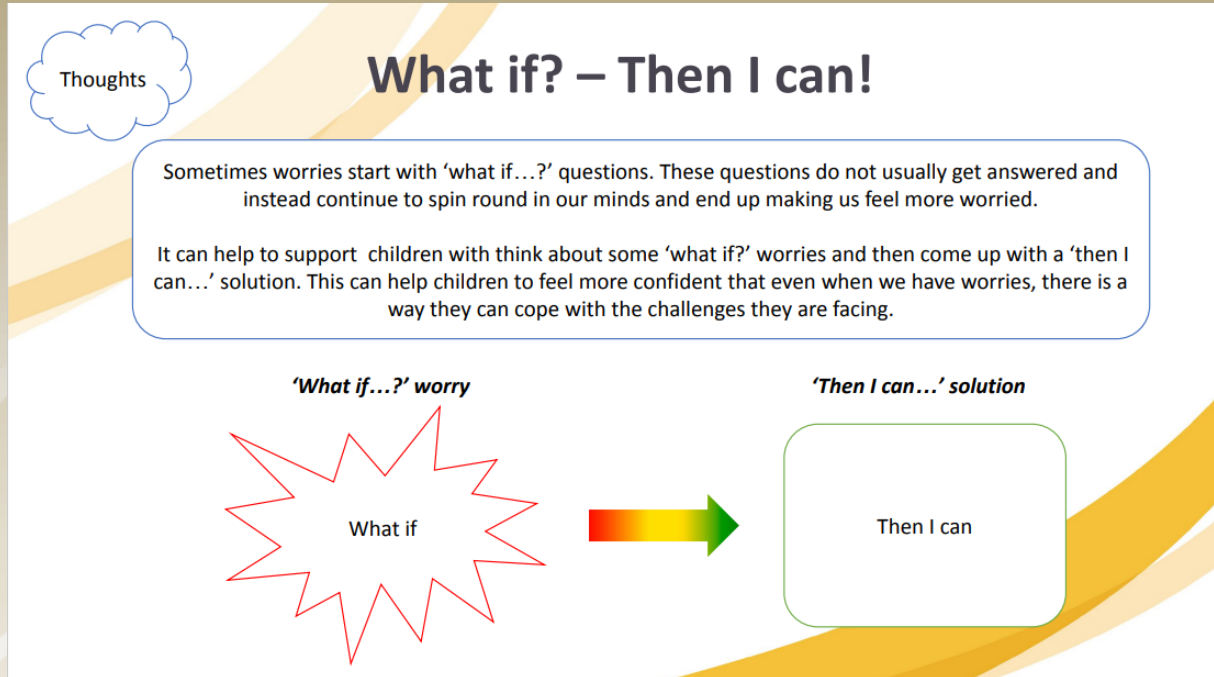 Thoughts
What if? – Then I can!
Sometimes worries start with ‘what if…?’ questions. These questions do not usually get answered and
instead continue to spin round in our minds and end up making us feel more worried.
It can help to support  children with think about some ‘what if?’ worries and then come up with a ‘then I
can…’ solution. This can help children to feel more confident that even when we have worries, there is a
way they can cope with the challenges they are facing.
‘What if…?’ worry
‘Then I can…’ solution
What if
Then I can